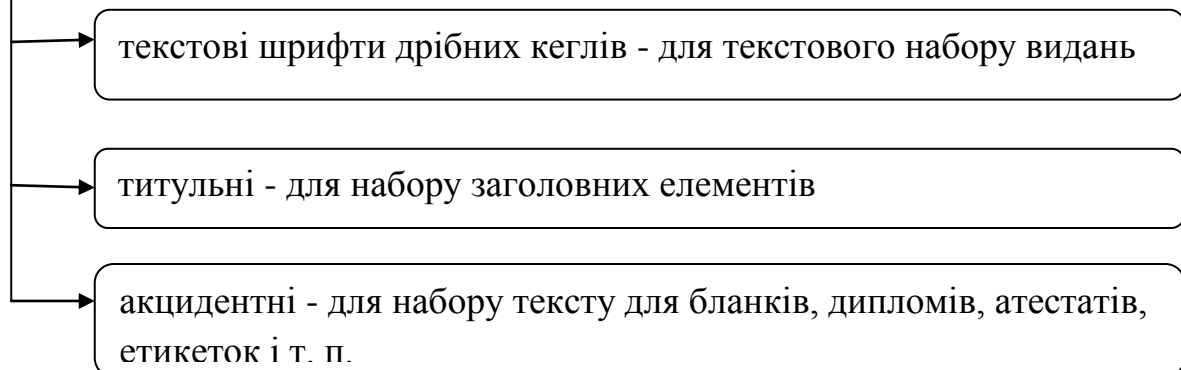 текстові шрифти дрібних кеглів - для текстового набору видань
титульні - для набору заголовних елементів
акцидентні - для набору тексту для бланків, дипломів, атестатів,
етикеток і т. п.